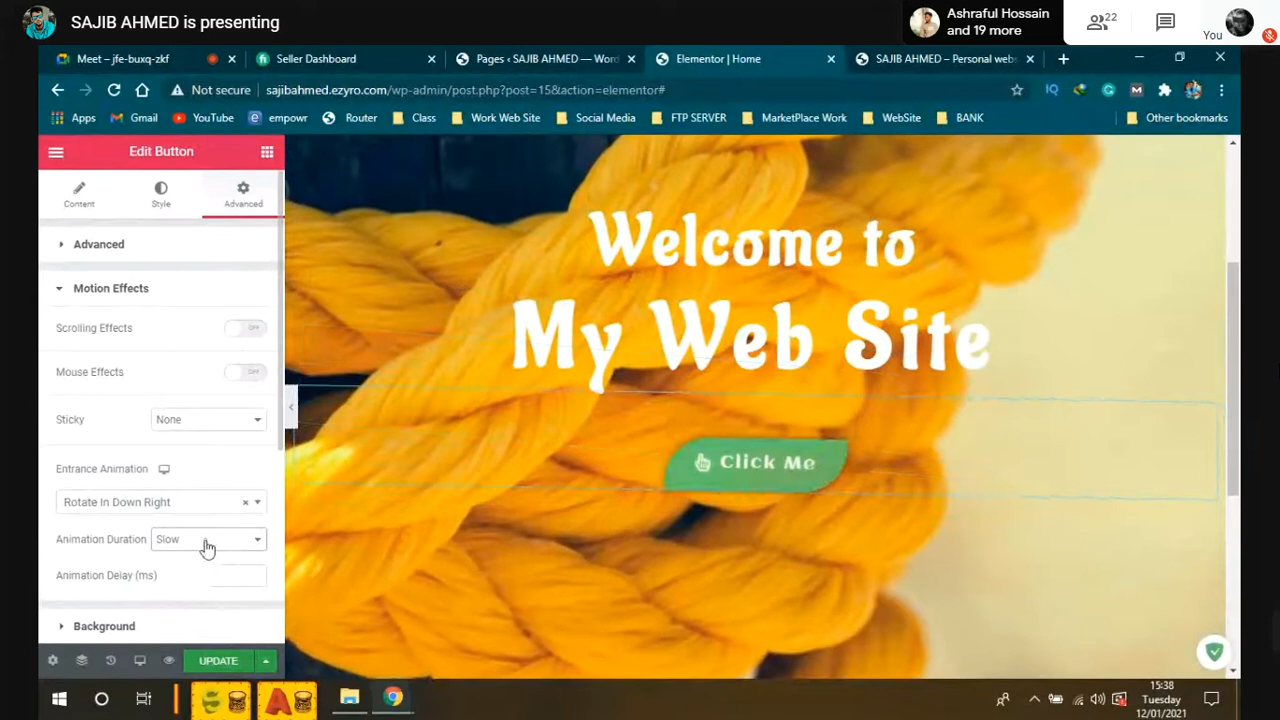 SAJIB AHMED is presenting
Ashraful Hossain
and 19 more
22
You
Meet – jfe-buxq-zkf
Seller Dashboard
Pages ‹ SAJIB AHMED — Word
Elementor | Home
SAJIB AHMED – Personal webs
Not secure
sajibahmed.ezyro.com/wp-admin/post.php?post=15&action=elementor#
Apps
Gmail
YouTube
empowr
Router
Class
Work Web Site
Social Media
FTP SERVER
MarketPlace Work
WebSite
BANK
Other bookmarks
Edit Button
Content
Style
Advanced
Advanced
Motion Effects
Scrolling Effects
OFF
Mouse Effects
OFF
Sticky
None
Entrance Animation
Rotate In Down Right
Animation Duration
Slow
Animation Delay (ms)
Background
UPDATE
Welcome to
My Web Site
Click Me
15:38
Tuesday
12/01/2021